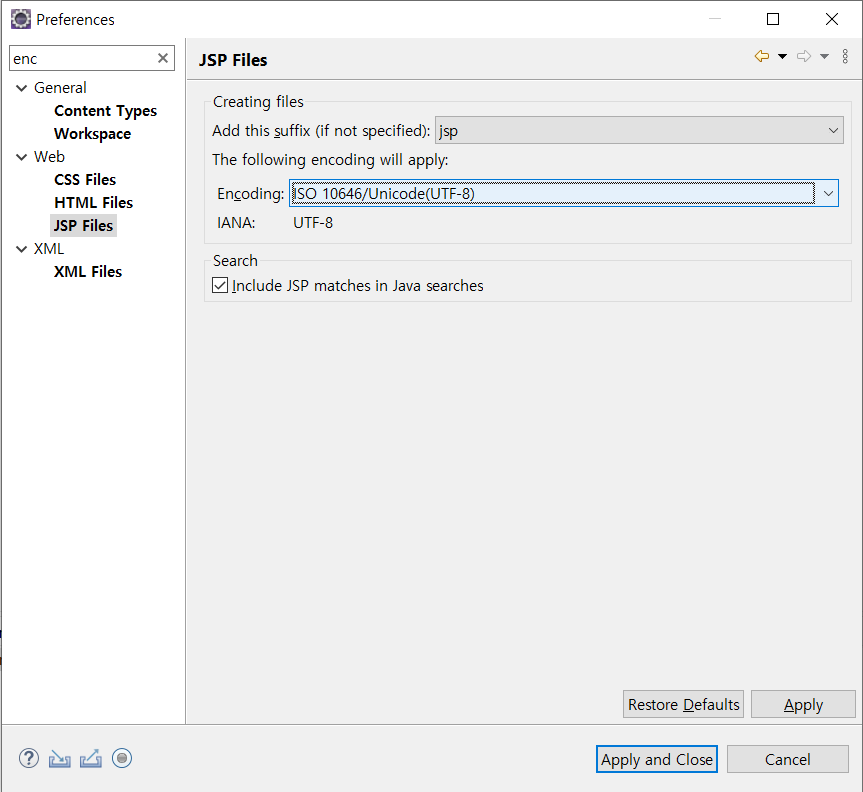 Preferences
enc
General
Content Types
Workspace
Web
CSS Files
HTML Files
JSP Files
XML
XML Files
JSP Files
Creating files
Add this suffix (if not specified): jsp
The following encoding will apply:
Encoding: ISO 10646/Unicode(UTF-8)
IANA: UTF-8
Search
Include JSP matches in Java searches
Restore Defaults Apply
Apply and Close Cancel